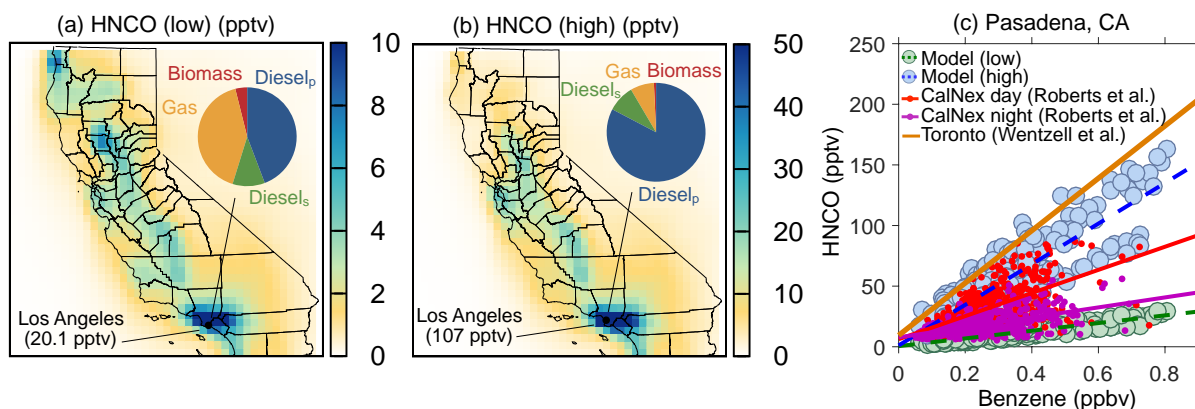 (a) HNCO (low) (pptv)
10
8
6
4
2
0
Biomass
Dieselₚ
Gas
Dieselₛ
Los Angeles
(20.1 pptv)
(b) HNCO (high) (pptv)
50
40
30
20
10
0
Gas
Biomass
Dieselₛ
Dieselₚ
Los Angeles
(107 pptv)
(c) Pasadena, CA
HNCO (pptv)
250
200
150
100
50
0
Model (low)
Model (high)
CalNex day (Roberts et al.)
CalNex night (Roberts et al.)
Toronto (Wentzell et al.)
0 0.2 0.4 0.6 0.8
Benzene (ppbv)